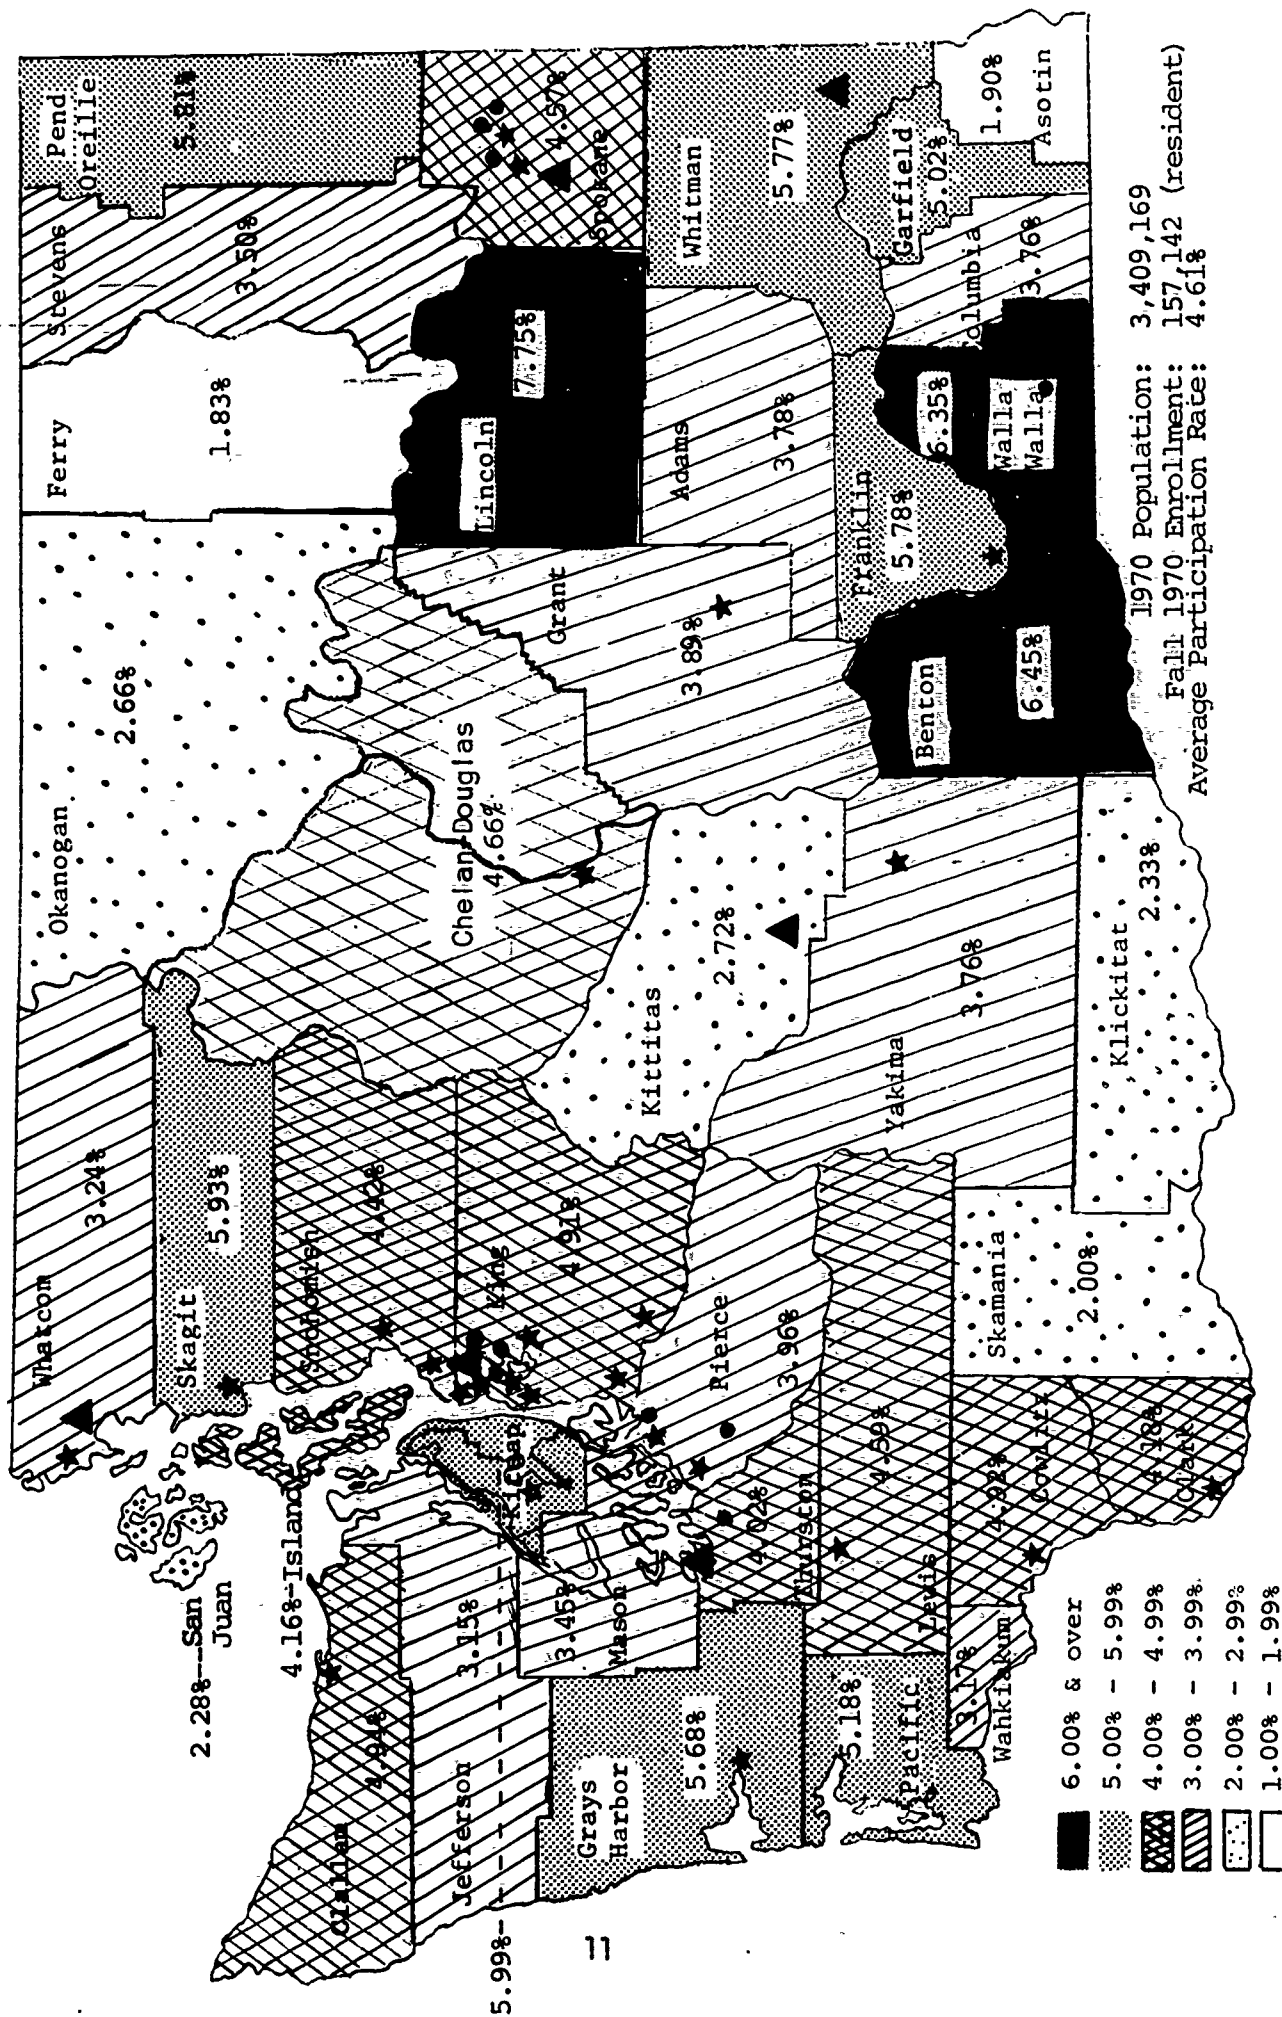 Whatcom
3.24%
Okanogan
2.66%
Ferry
1.83%
Stevens
3.50%
Pend
Oreille
5.81%
2.28%--San
Juan
Skagit
5.93%
4.16%-Island
Snohomish
4.42%
Chelan-Douglas
4.66%
Lincoln
7.75%
Spokane
4.57%
Clallam
4.94%
Jefferson
3.15%
5.99%-
Kitsap
King
4.91%
Grant
3.89%
Adams
3.78%
Whitman
5.77%
Grays
Harbor
5.68%
3.45%
Mason
Kittitas
2.72%
Pierce
3.96%
4.02%
Thurston
Yakima
3.76%
Franklin
5.78%
Benton
6.45%
6.35%
Walla
Walla
Columbia
3.76%
Garfield
5.02%
1.90%
Asotin
Pacific
5.18%
Lewis
4.39%
3.17%
Wahkiakum
4.92%
Cowlitz
Skamania
2.00%
Klickitat
2.33%
4.18%
Clark
6.00% & over
5.00% - 5.99%
4.00% - 4.99%
3.00% - 3.99%
2.00% - 2.99%
1.00% - 1.99%
1970 Population: 3,409,169
Fall 1970 Enrollment: 157,142 (resident)
Average Participation Rate: 4.61%
11